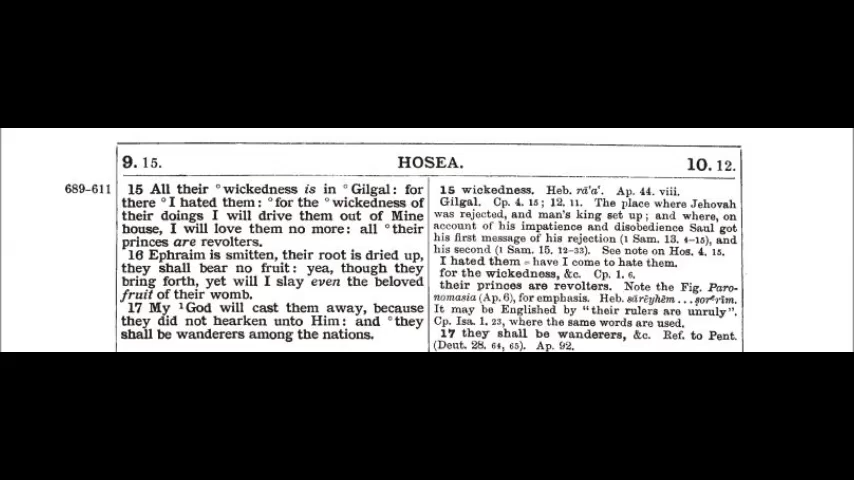 9. 15.
HOSEA.
10. 12.
689-611
15 All their °wickedness is in °Gilgal: for
there °I hated them: °for the °wickedness of
their doings I will drive them out of Mine
house, I will love them no more: all °their
princes are revolters.
16 Ephraim is smitten, their root is dried up,
they shall bear no fruit: yea, though they
bring forth, yet will I slay even the beloved
fruit of their womb.
17 My ¹God will cast them away, because
they did not hearken unto Him: and °they
shall be wanderers among the nations.
15 wickedness. Heb. rā‘a‘. Ap. 44. viii.
Gilgal. Cp. 4. 15; 12. 11. The place where Jehovah
was rejected, and man's king set up; and where, on
account of his impatience and disobedience Saul got
his first message of his rejection (1 Sam. 13. 4-15), and
his second (1 Sam. 15. 12-33). See note on Hos. 4. 15.
I hated them = have I come to hate them.
for the wickedness, &c. Cp. 1. 6.
their princes are revolters. Note the Fig. Paro-
nomasia (Ap. 6), for emphasis. Heb. sārēyhēm . . . ṣorerīm.
It may be Englished by "their rulers are unruly".
Cp. Isa. 1. 23, where the same words are used.
17 they shall be wanderers, &c. Ref. to Pent.
(Deut. 28. 64, 65). Ap. 92.